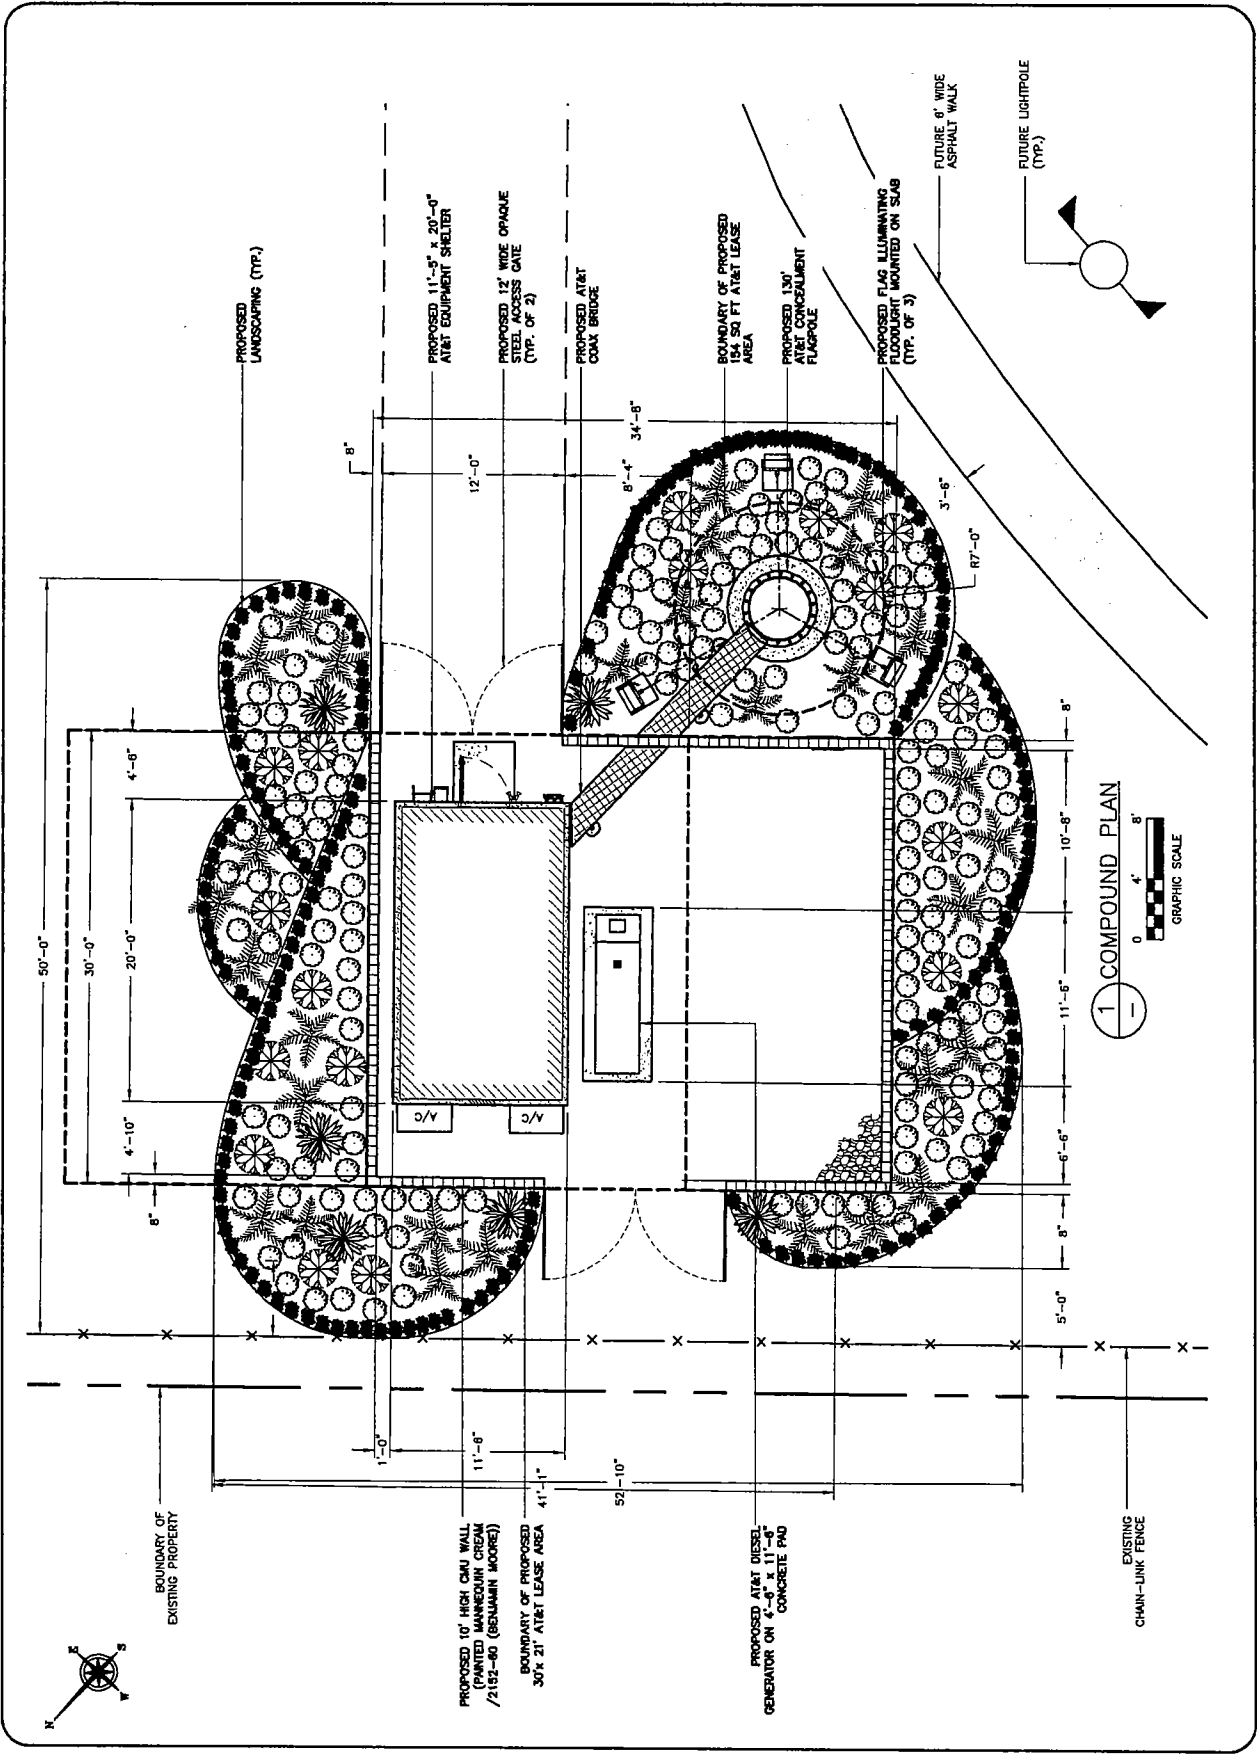 PROPOSED
LANDSCAPING (TYP.)
PROPOSED 11'-5" x 20'-0"
AT&T EQUIPMENT SHELTER
PROPOSED 12' WIDE OPAQUE
STEEL ACCESS GATE
(TYP. OF 2)
PROPOSED AT&T
COAX BRIDGE
BOUNDARY OF PROPOSED
154 SQ FT AT&T LEASE
AREA
PROPOSED 130'
AT&T CONCEALMENT
FLAGPOLE
PROPOSED FLAG ILLUMINATING
FLOODLIGHT MOUNTED ON SLAB
(TYP. OF 3)
FUTURE 6' WIDE
ASPHALT WALK
FUTURE LIGHTPOLE
(TYP.)
8"
12'-0"
8'-4"
34'-8"
3'-6"
R7'-0"
50'-0"
30'-0"
20'-0"
4'-6"
4'-10"
8"
A/C
A/C
8"
10'-8"
11'-6"
6'-6"
8"
5'-0"
1'-0"
11'-6"
41'-1"
52'-10"
BOUNDARY OF
EXISTING PROPERTY
PROPOSED 10' HIGH CMU WALL
(PAINTED MANNEQUIN CREAM
/2152-60 (BENJAMIN MOORE))
BOUNDARY OF PROPOSED
30'x 21' AT&T LEASE AREA
PROPOSED AT&T DIESEL
GENERATOR ON 4'-6" x 11'-6"
CONCRETE PAD
EXISTING
CHAIN-LINK FENCE
N
E
S
W
1
COMPOUND PLAN
-
0 4' 8'
GRAPHIC SCALE